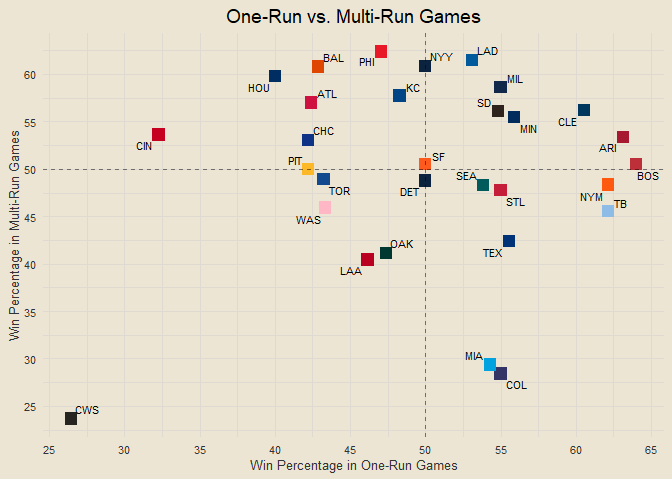 One-Run vs. Multi-Run Games
Win Percentage in Multi-Run Games
60
55
50
45
40
35
30
25
PHI
BAL
NYY
LAD
HOU
ATL
KC
MIL
SD
MIN
CLE
CIN
CHC
ARI
PIT
SF
BOS
TOR
DET
SEA
STL
NYM
TB
WAS
LAA
OAK
TEX
MIA
COL
CWS
25 30 35 40 45 50 55 60 65
Win Percentage in One-Run Games